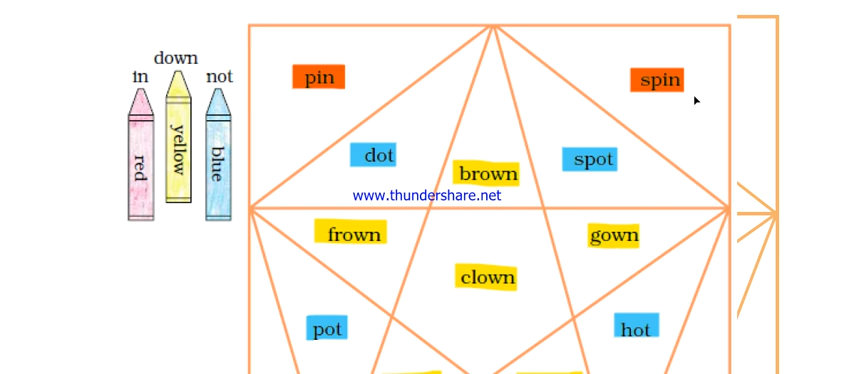 down
in
not
red
yellow
blue
pin
spin
dot
spot
brown
www.thundershare.net
frown
gown
clown
pot
hot